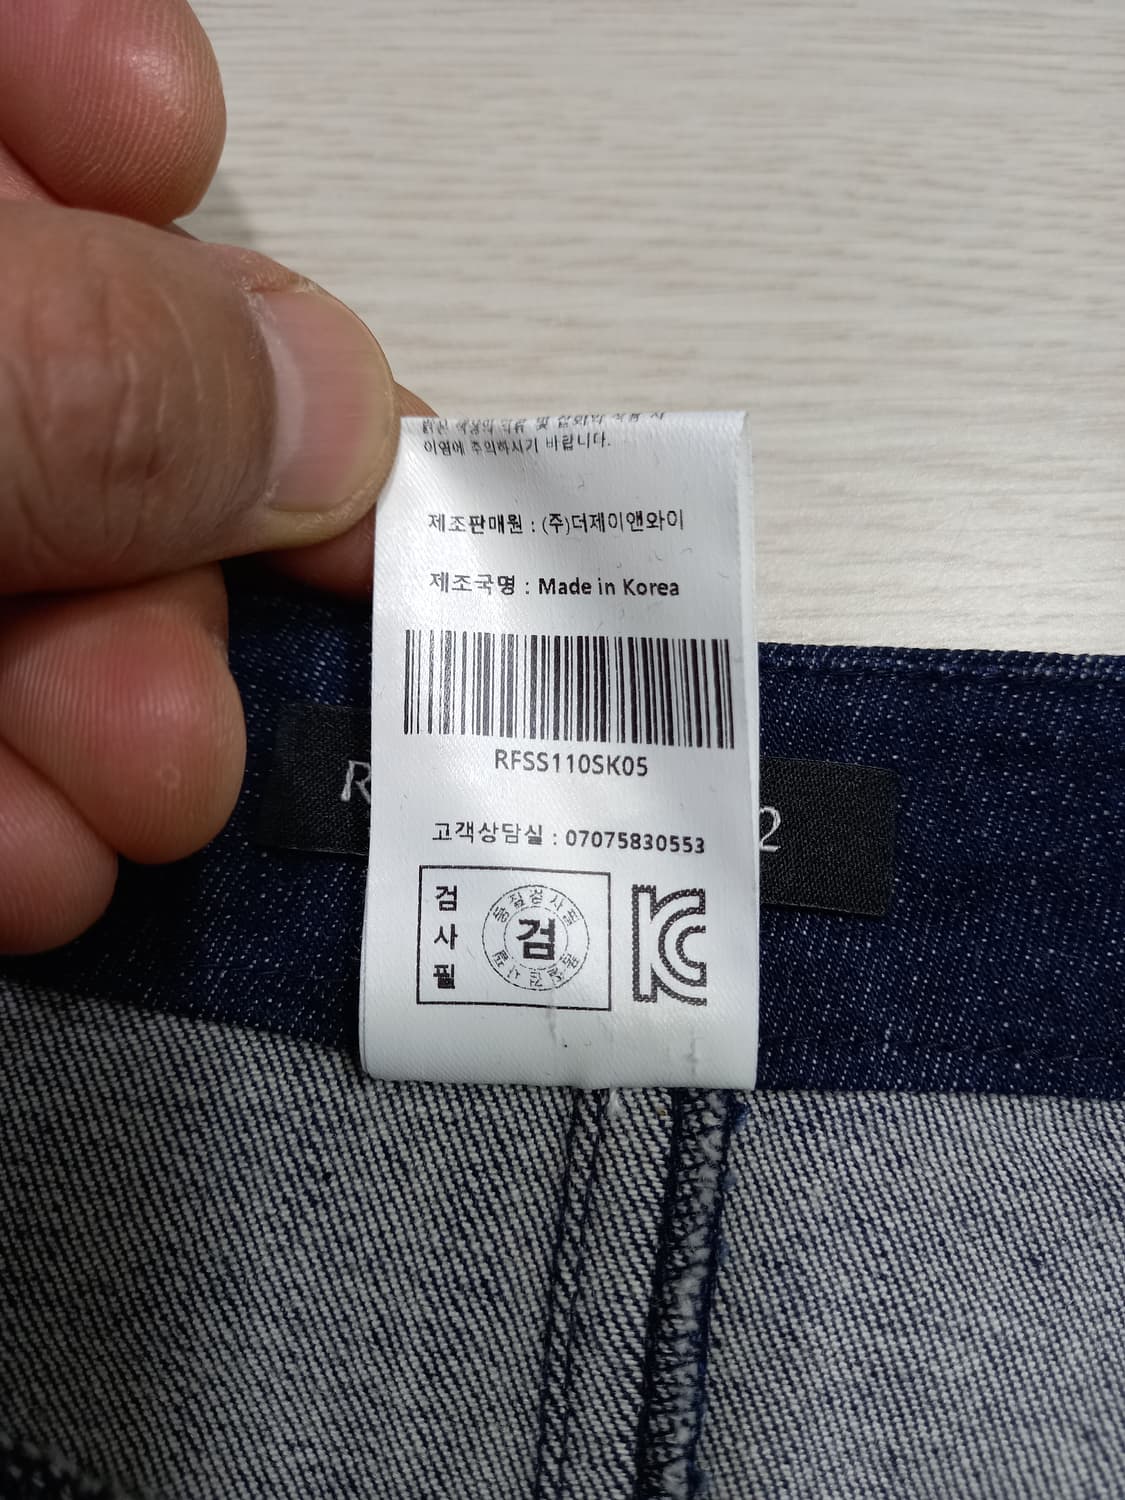 이염에 주의하시기 바랍니다.
제조판매원 : (주)더제이앤와이
제조국명 : Made in Korea
RFSS110SK05
R
2
고객상담실 : 07075830553
검
사
필
검
KC